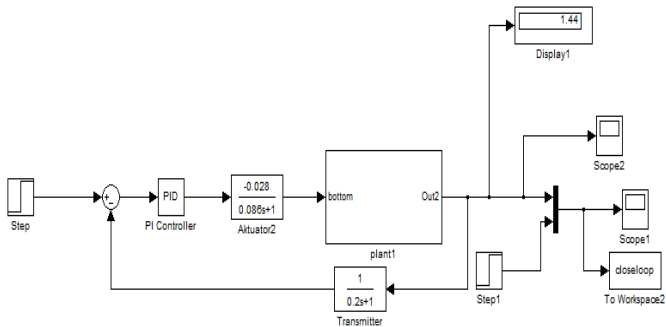 1.44
Display1
Scope2
-0.028
0.086s+1
PID
bottom
Out2
Step
PI Controller
Aktuator2
plant1
Scope1
1
0.2s+1
Transmitter
Step1
closeloop
To Workspace2